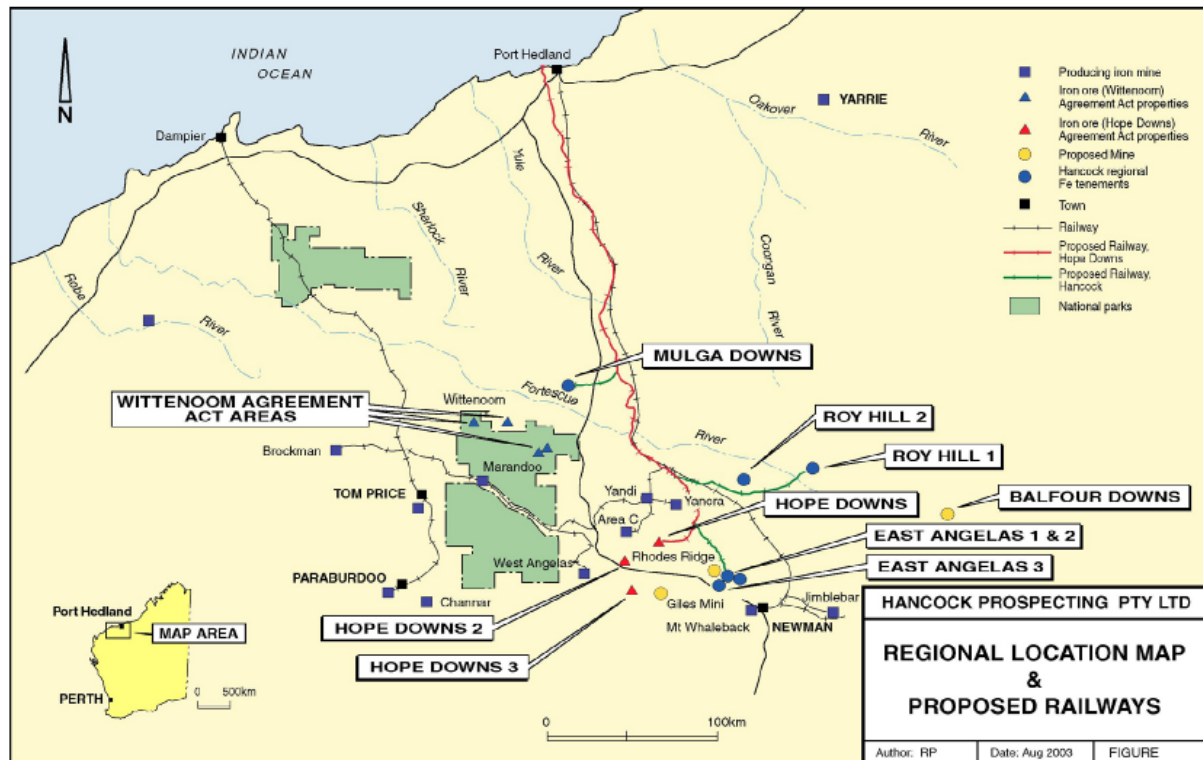 INDIAN
OCEAN
N
Port Hedland
Dampier
YARRIE
Oakover
River
Yule
River
Sherlock
River
Coongan
River
Robe
River
Fortescue
River
Producing iron mine
Iron ore (Wittenoom)
Agreement Act properties
Iron ore (Hope Downs)
Agreement Act properties
Proposed Mine
Hancock regional
Fe tenements
Town
Railway
Proposed Railway,
Hope Downs
Proposed Railway,
Hancock
National parks
MULGA DOWNS
WITTENOOM AGREEMENT
ACT AREAS
Wittenoom
ROY HILL 2
ROY HILL 1
Brockman
Marandoo
TOM PRICE
Yandi
Yancra
HOPE DOWNS
BALFOUR DOWNS
Area C
EAST ANGELAS 1 & 2
Rhodes Ridge
West Angelas
EAST ANGELAS 3
PARABURDOO
Channar
Giles Mini
Jimblebar
Mt Whaleback
NEWMAN
HOPE DOWNS 2
HOPE DOWNS 3
Port Hedland
MAP AREA
PERTH
0 500km
0 100km
HANCOCK PROSPECTING PTY LTD
REGIONAL LOCATION MAP
&
PROPOSED RAILWAYS
Author: RP
Date: Aug 2003
FIGURE